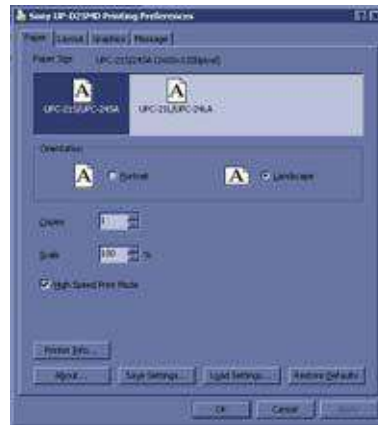 Sony UP-D25MD Printing Preferences
Paper Layout Graphics Message
Paper Size
UPC-21S/UPC-24SA UPC-21L/UPC-24LA
Orientation
Portrait Landscape
Copies 1
Scale 100 %
High Speed Print Mode
Printer Info...
About... Save Settings... Load Settings... Restore Defaults
OK Cancel